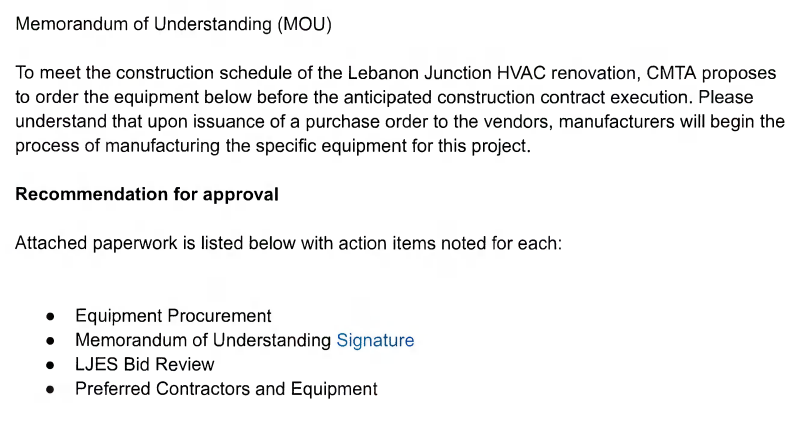 Memorandum of Understanding (MOU)
To meet the construction schedule of the Lebanon Junction HVAC renovation, CMTA proposes
to order the equipment below before the anticipated construction contract execution. Please
understand that upon issuance of a purchase order to the vendors, manufacturers will begin the
process of manufacturing the specific equipment for this project.
Recommendation for approval
Attached paperwork is listed below with action items noted for each:
● Equipment Procurement
● Memorandum of Understanding Signature
● LJES Bid Review
● Preferred Contractors and Equipment